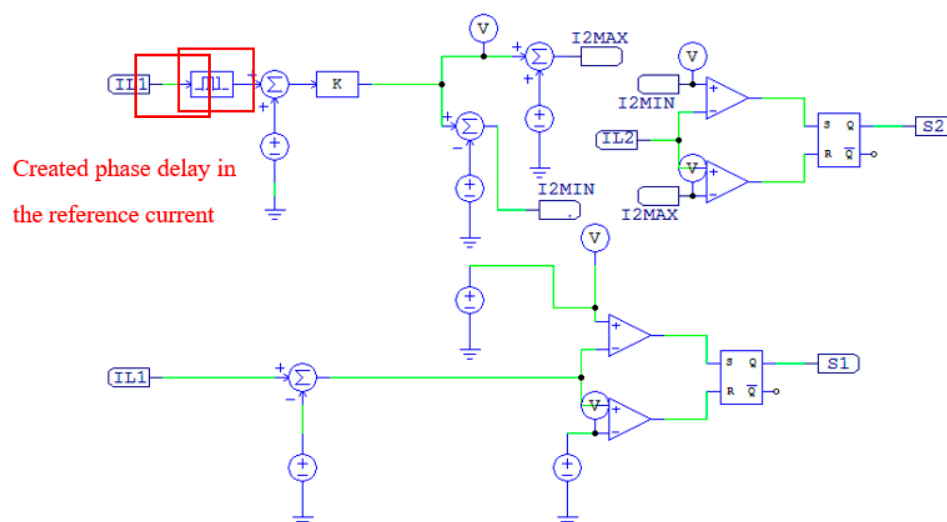 V
I2MAX
IL1
K
V
I2MIN
IL2
S Q
R Q
S2
V
I2MAX
Created phase delay in
the reference current
I2MIN
V
IL1
S Q
R Q
S1
V